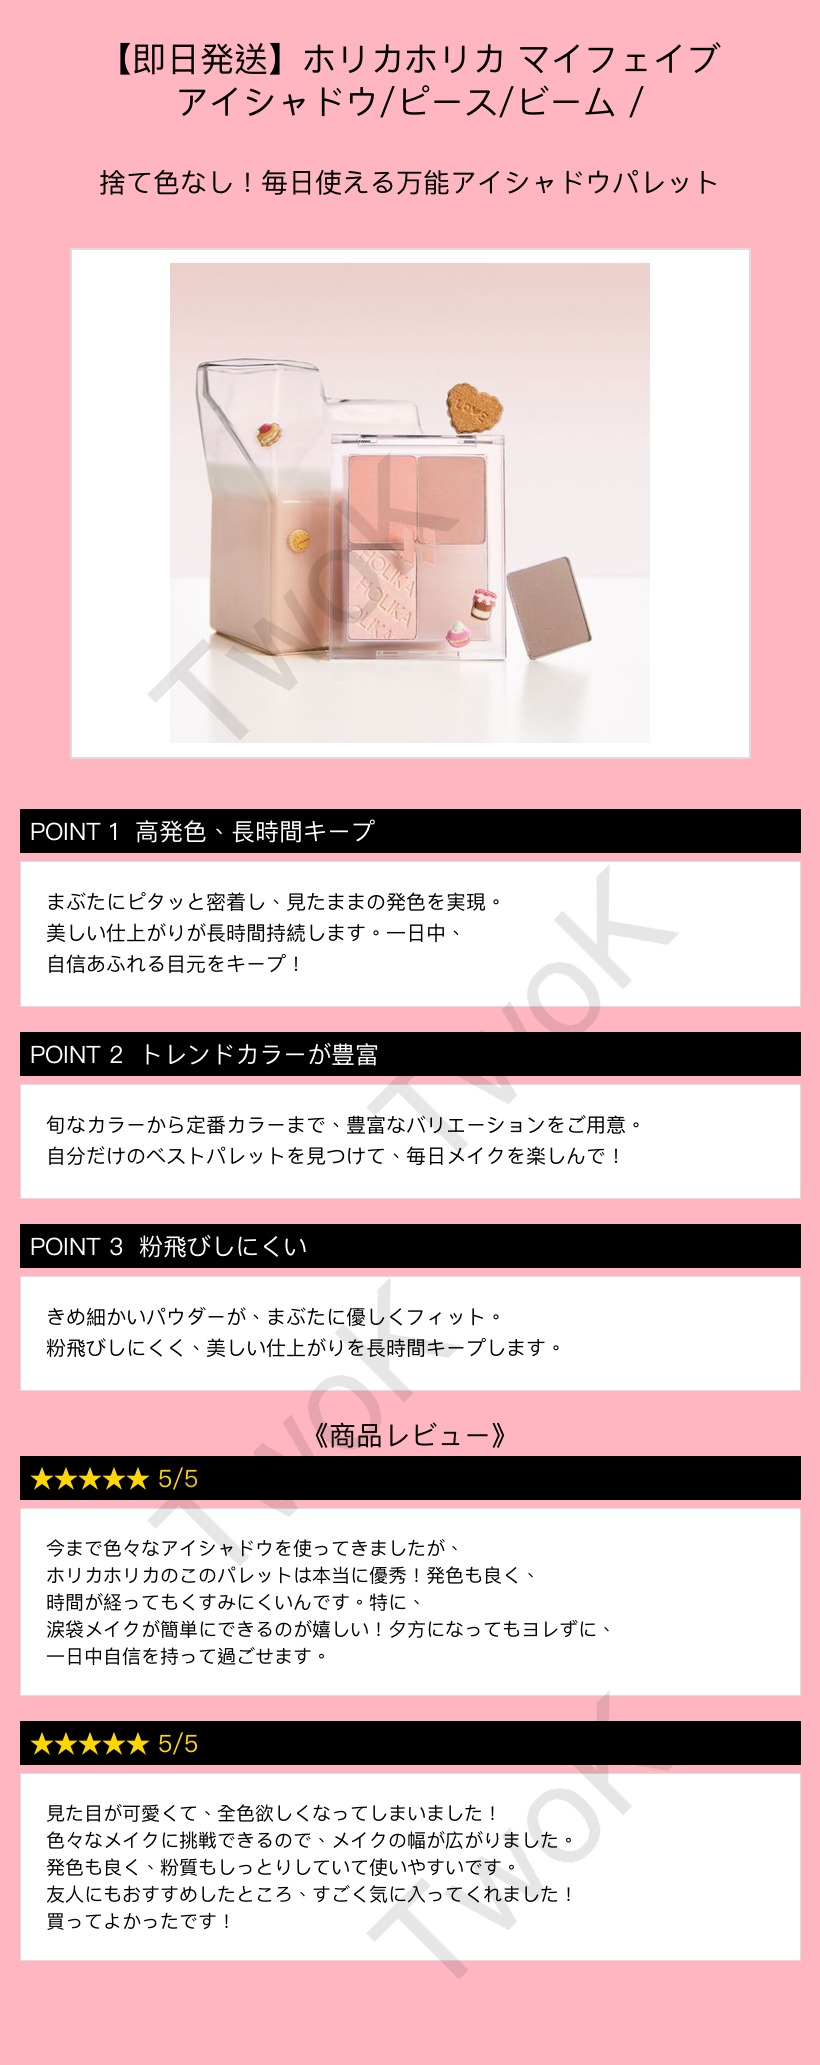 【即日発送】ホリカホリカ マイフェイブ
アイシャドウ/ピース/ビーム /
捨て色なし！毎日使える万能アイシャドウパレット
LOVE
HOLIKA
HOLIKA
OLIKA
TwoK
POINT 1 高発色、長時間キープ
まぶたにピタッと密着し、見たままの発色を実現。
美しい仕上がりが長時間持続します。一日中、
自信あふれる目元をキープ！
TwoK
POINT 2 トレンドカラーが豊富
旬なカラーから定番カラーまで、豊富なバリエーションをご用意。
自分だけのベストパレットを見つけて、毎日メイクを楽しんで！
POINT 3 粉飛びしにくい
きめ細かいパウダーが、まぶたに優しくフィット。
粉飛びしにくく、美しい仕上がりを長時間キープします。
TwoK
《商品レビュー》
★★★★★ 5/5
今まで色々なアイシャドウを使ってきましたが、
ホリカホリカのこのパレットは本当に優秀！発色も良く、
時間が経ってもくすみにくいんです。特に、
涙袋メイクが簡単にできるのが嬉しい！夕方になってもヨレずに、
一日中自信を持って過ごせます。
★★★★★ 5/5
見た目が可愛くて、全色欲しくなってしまいました！
色々なメイクに挑戦できるので、メイクの幅が広がりました。
発色も良く、粉質もしっとりしていて使いやすいです。
友人にもおすすめしたところ、すごく気に入ってくれました！
買ってよかったです！
TwoK